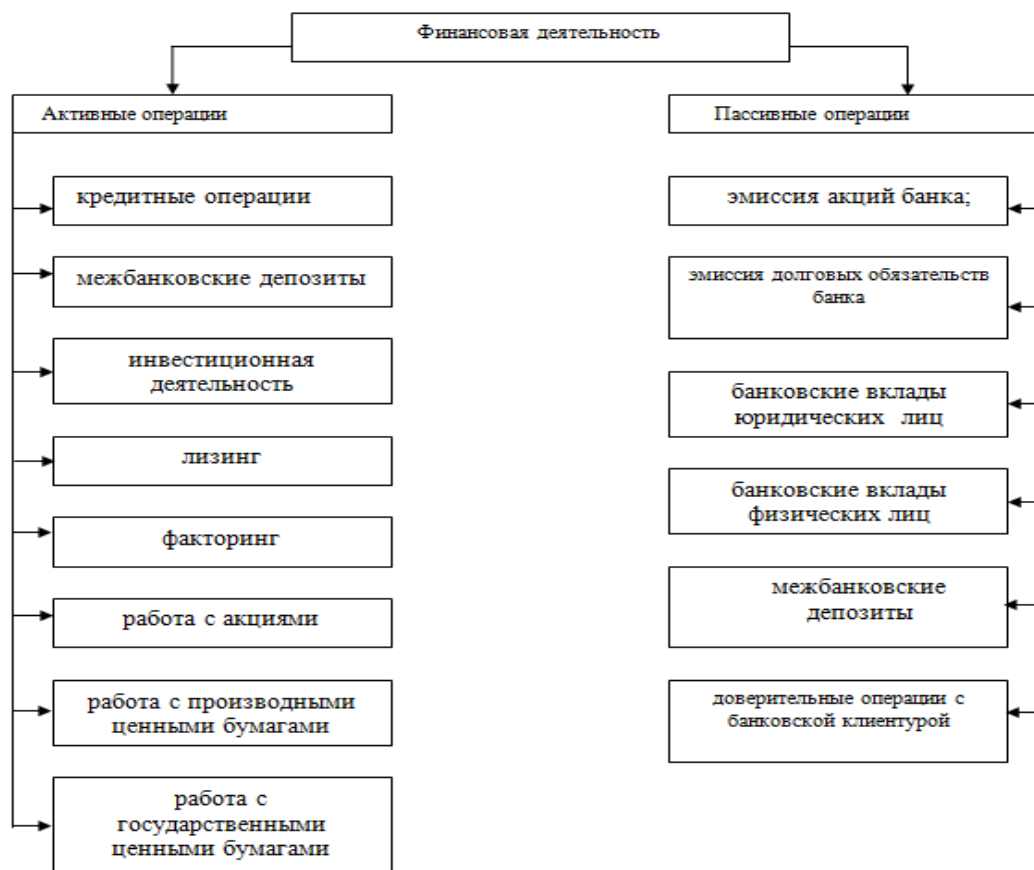 Финансовая деятельность
Активные операции
кредитные операции
межбанковские депозиты
инвестиционная
деятельность
лизинг
факторинг
работа с акциями
работа с производными
ценными бумагами
работа с
государственными
ценными бумагами
Пассивные операции
эмиссия акций банка;
эмиссия долговых обязательств
банка
банковские вклады
юридических лиц
банковские вклады
физических лиц
межбанковские
депозиты
доверительные операции с
банковской клиентурой